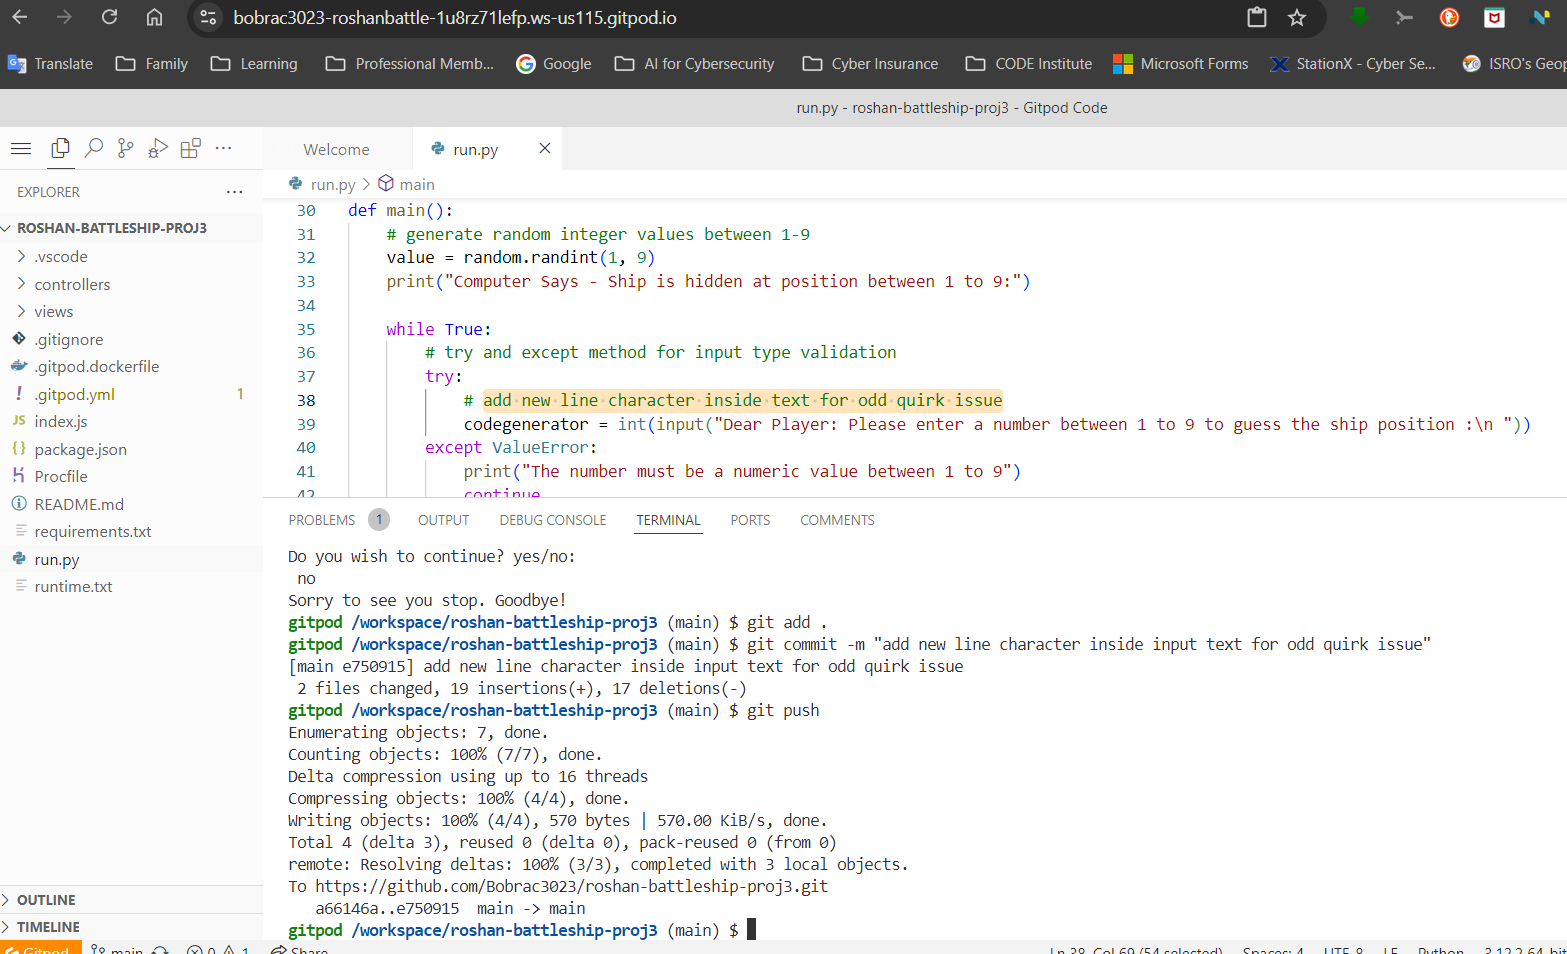 bobrac3023-roshanbattle-1u8rz71lefp.ws-us115.gitpod.io
Translate Family Learning Professional Memb... Google AI for Cybersecurity Cyber Insurance CODE Institute Microsoft Forms StationX - Cyber Se... ISRO's Geop
run.py - roshan-battleship-proj3 - Gitpod Code
Welcome run.py
EXPLORER
run.py > main
ROSHAN-BATTLESHIP-PROJ3
.vscode
controllers
views
.gitignore
.gitpod.dockerfile
.gitpod.yml 1
JS index.js
{} package.json
Procfile
README.md
requirements.txt
run.py
runtime.txt
OUTLINE
TIMELINE
30 def main():
31 # generate random integer values between 1-9
32 value = random.randint(1, 9)
33 print("Computer Says - Ship is hidden at position between 1 to 9:")
34
35 while True:
36 # try and except method for input type validation
37 try:
38 # add new line character inside text for odd quirk issue
39 codegenerator = int(input("Dear Player: Please enter a number between 1 to 9 to guess the ship position :\n "))
40 except ValueError:
41 print("The number must be a numeric value between 1 to 9")
42 continue
PROBLEMS 1 OUTPUT DEBUG CONSOLE TERMINAL PORTS COMMENTS
Do you wish to continue? yes/no:
no
Sorry to see you stop. Goodbye!
gitpod /workspace/roshan-battleship-proj3 (main) $ git add .
gitpod /workspace/roshan-battleship-proj3 (main) $ git commit -m "add new line character inside input text for odd quirk issue"
[main e750915] add new line character inside input text for odd quirk issue
2 files changed, 19 insertions(+), 17 deletions(-)
gitpod /workspace/roshan-battleship-proj3 (main) $ git push
Enumerating objects: 7, done.
Counting objects: 100% (7/7), done.
Delta compression using up to 16 threads
Compressing objects: 100% (4/4), done.
Writing objects: 100% (4/4), 570 bytes | 570.00 KiB/s, done.
Total 4 (delta 3), reused 0 (delta 0), pack-reused 0 (from 0)
remote: Resolving deltas: 100% (3/3), completed with 3 local objects.
To https://github.com/Bobrac3023/roshan-battleship-proj3.git
a66146a..e750915 main -> main
gitpod /workspace/roshan-battleship-proj3 (main) $
Gitpod main 0 1 Share Ln 38, Col 69 (54 selected) Spaces: 4 UTF-8 LF Python 3.12.2 64-bit